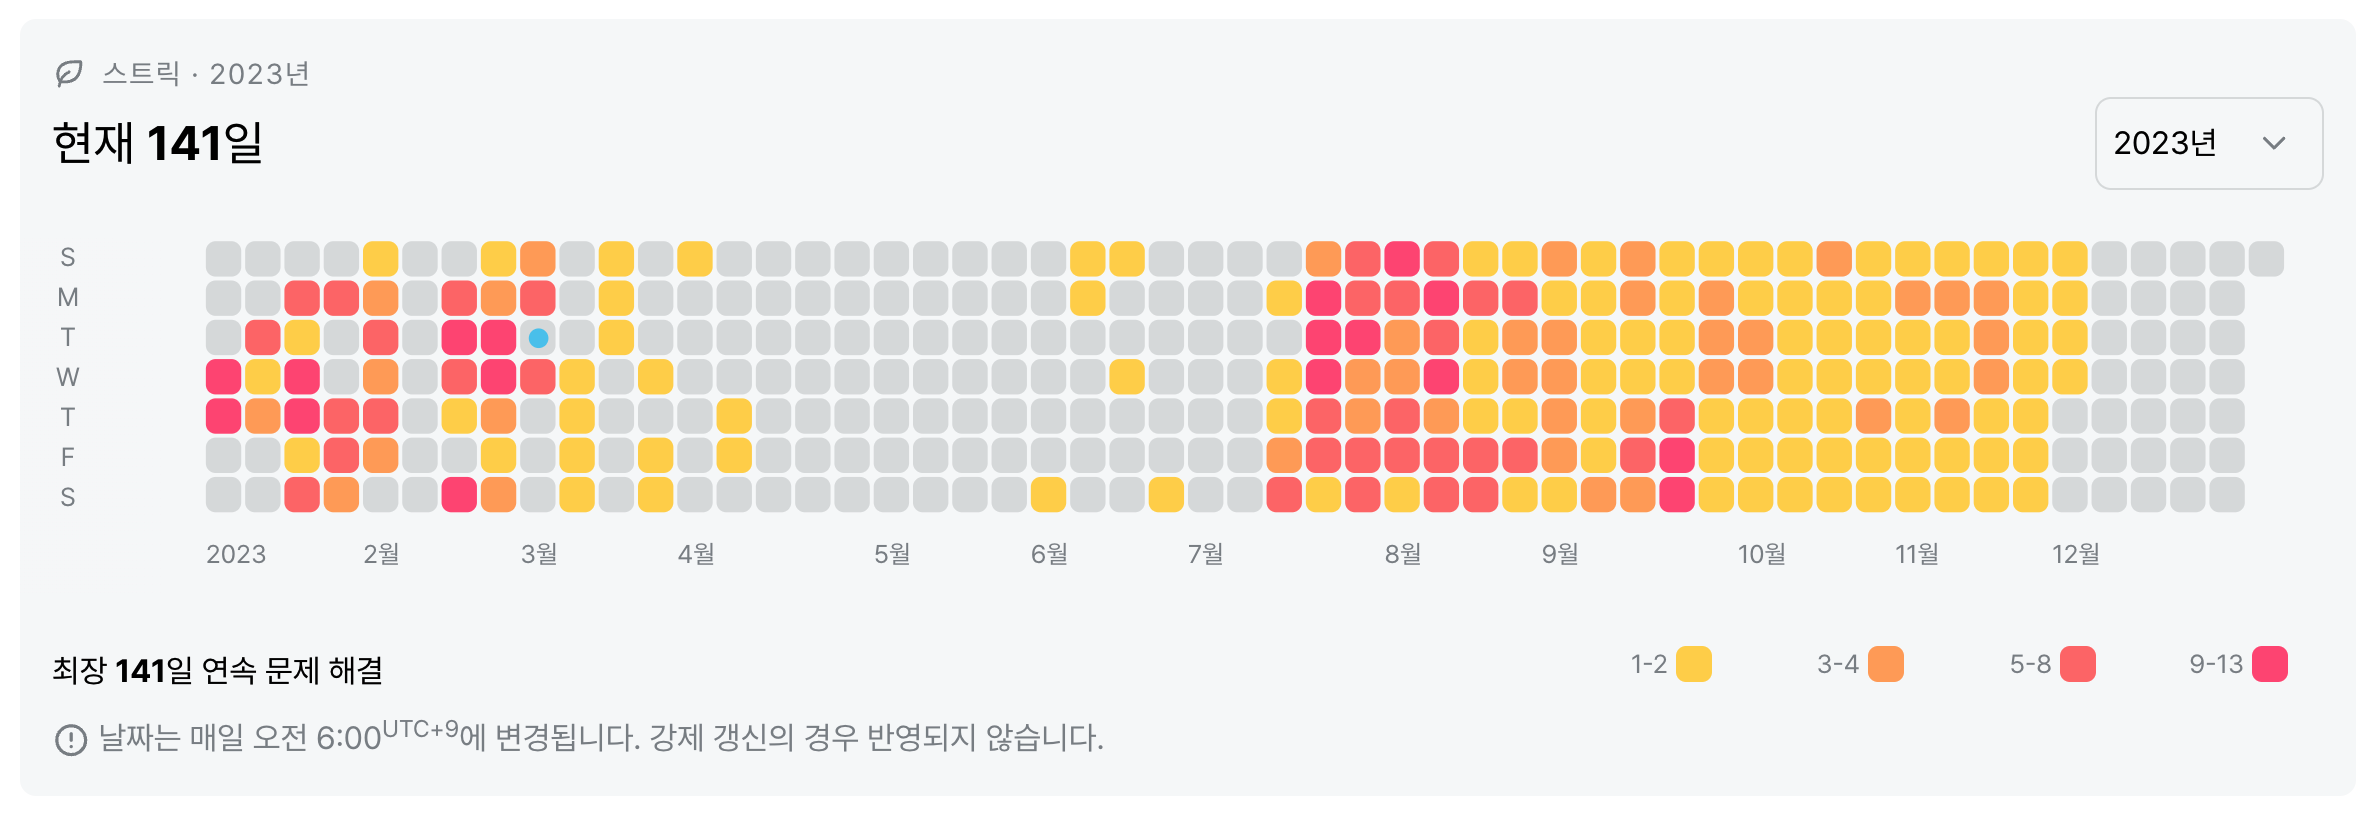 스트릭 · 2023년
현재 141일
2023년
S
M
T
W
T
F
S
2023 2월 3월 4월 5월 6월 7월 8월 9월 10월 11월 12월
최장 141일 연속 문제 해결
1-2 3-4 5-8 9-13
날짜는 매일 오전 6:00UTC+9에 변경됩니다. 강제 갱신의 경우 반영되지 않습니다.